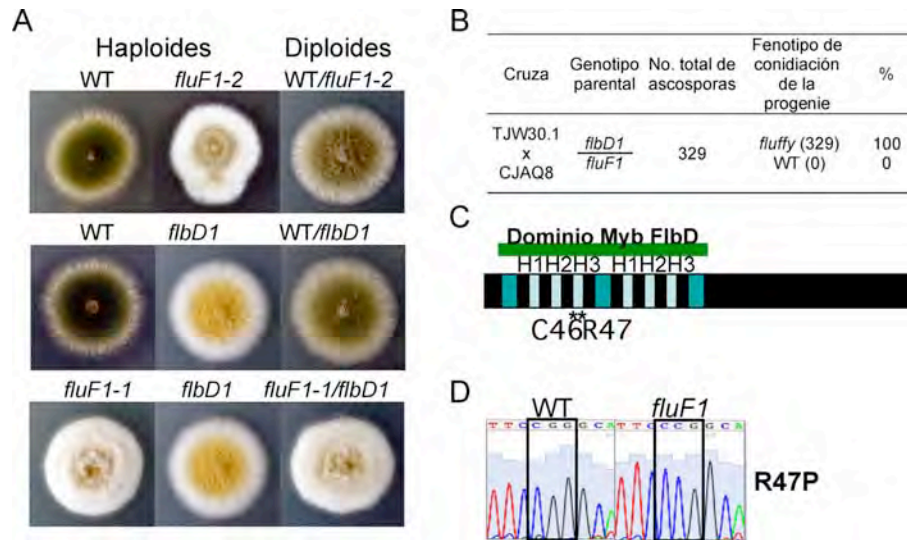 A
Haploides
Diploides
WT
fluF1-2
WT/fluF1-2
WT
flbD1
WT/flbD1
fluF1-1
flbD1
fluF1-1/flbD1
B
Cruza
Genotipo parental
No. total de ascosporas
Fenotipo de conidiación de la progenie
%
TJW30.1 x CJAQ8
flbD1
fluF1
329
fluffy (329)
WT (0)
100
0
C
Dominio Myb FlbD
H1H2H3 H1H2H3
**
C46R47
D
WT
fluF1
T T C C G G G C A T T C C C G G C A
R47P